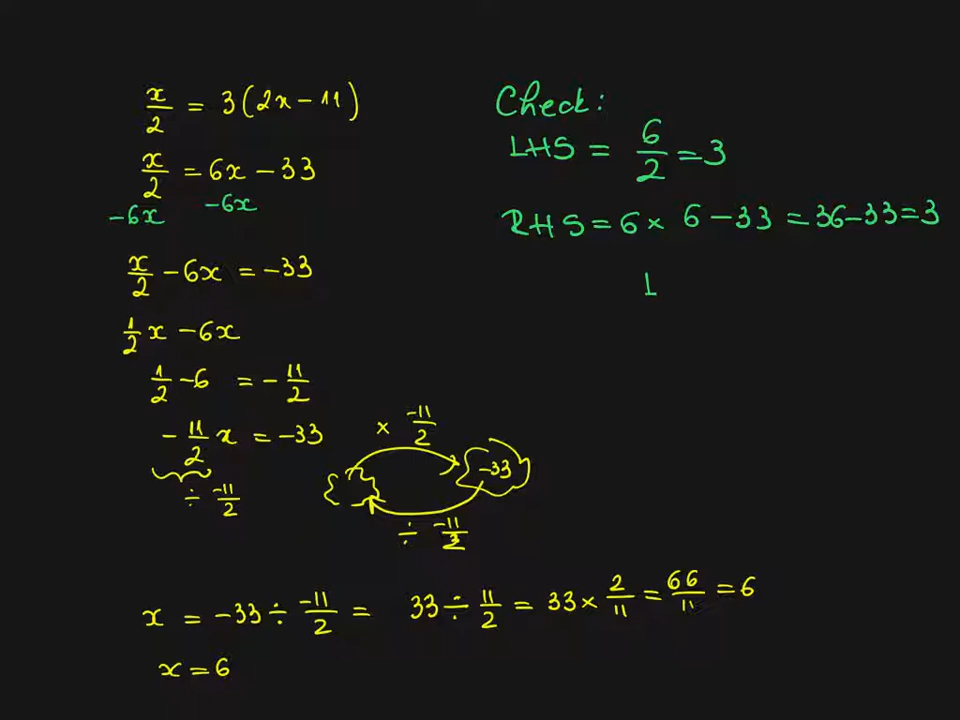 x/2 = 3(2x − 11)
x/2 = 6x − 33
−6x −6x
x/2 − 6x = −33
1/2 x − 6x
1/2 − 6 = − 11/2
− 11/2 x = −33
÷ −11/2
× −11/2
−33
÷ −11/2
x = −33 ÷ −11/2 = 33 ÷ 11/2 = 33 × 2/11 = 66/11 = 6
x = 6
Check:
LHS = 6/2 = 3
RHS = 6 × 6 − 33 = 36 − 33 = 3
L